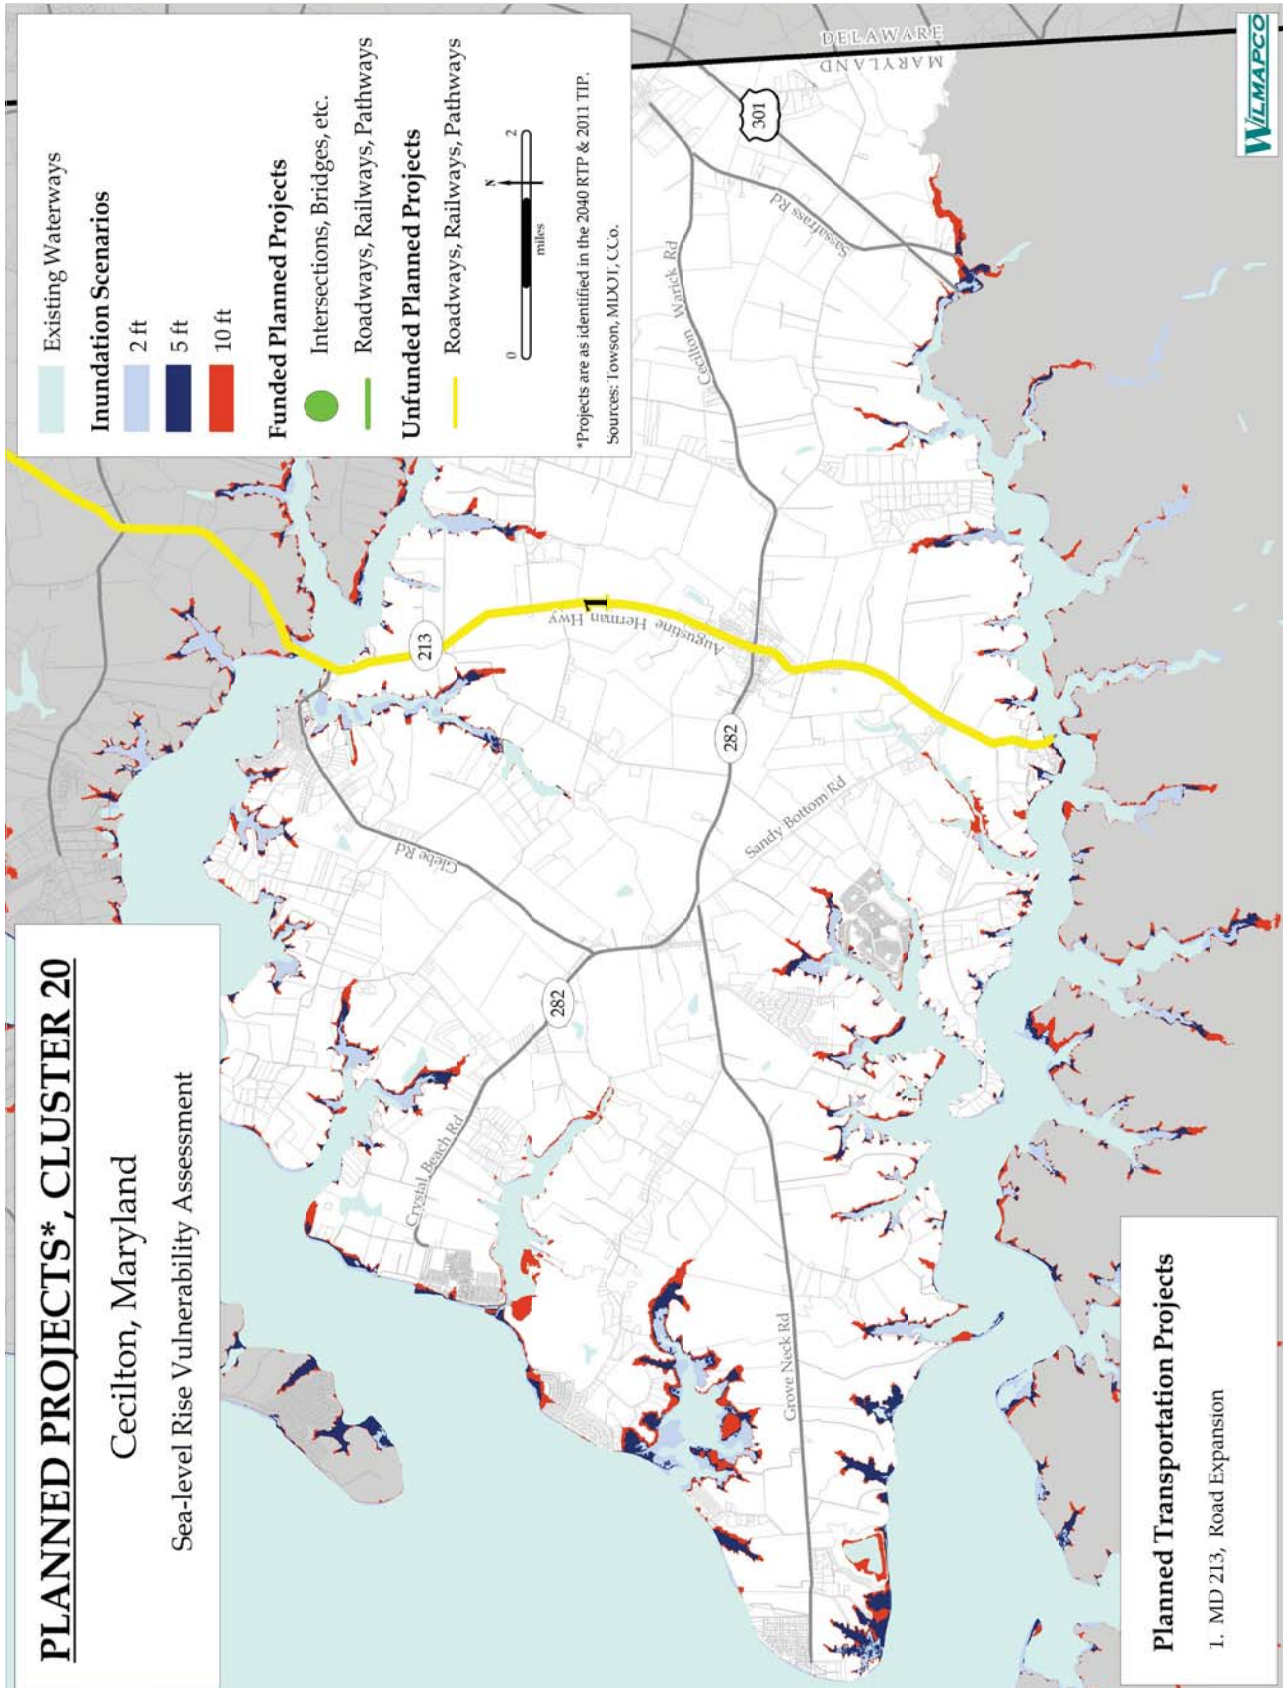 PLANNED PROJECTS*, CLUSTER 20
Cecilton, Maryland
Sea-level Rise Vulnerability Assessment
Existing Waterways
Inundation Scenarios
2 ft
5 ft
10 ft
Funded Planned Projects
Intersections, Bridges, etc.
Roadways, Railways, Pathway
Unfunded Planned Projects
Roadways, Railways, Pathway
N
0
2
miles
*Projects are as identified in the 2040 RTP & 2011 TIP.
Sources: Towson, MDOT, CCo.
DELAWARE
MARYLAND
301
Sassafrass Rd
Cecilton Warick Rd
213
1
Augustine Herman Hwy
282
Sandy Bottom Rd
Glebe Rd
282
Crystal Beach Rd
Grove Neck Rd
Planned Transportation Projects
1. MD 213, Road Expansion
WILMAPCO